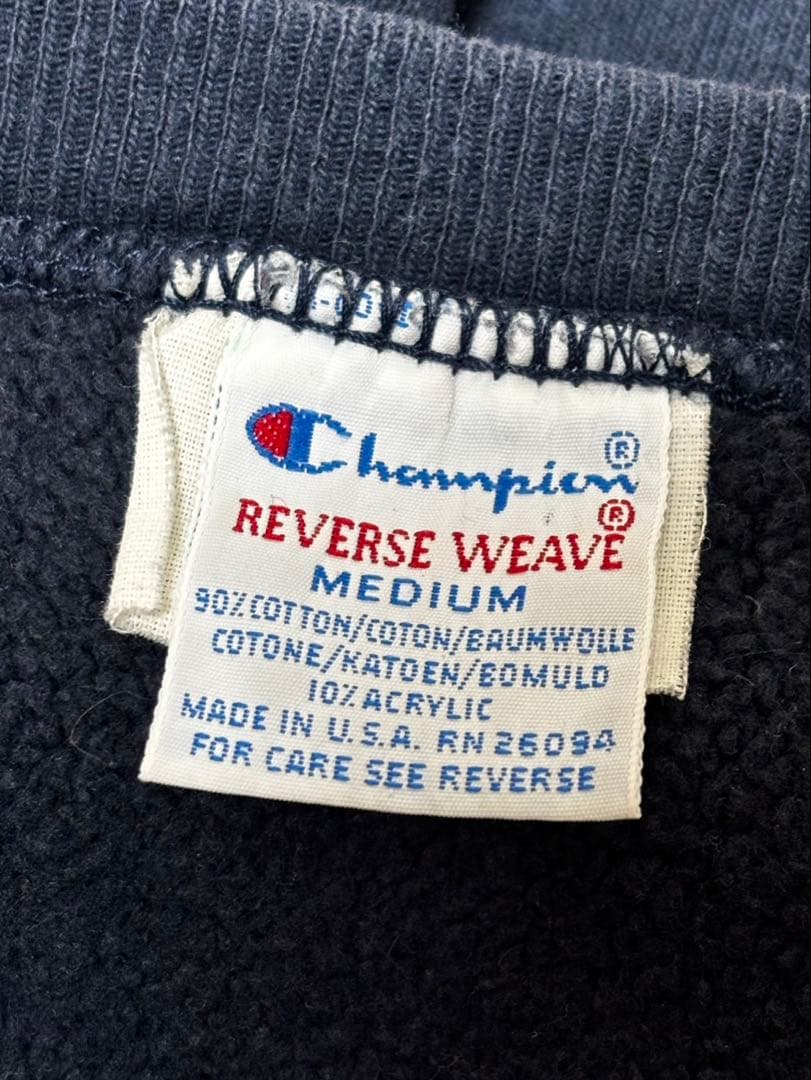 Champion®
REVERSE WEAVE®
MEDIUM
90% COTTON/COTON/BAUMWOLLE
COTONE/KATOEN/BOMULD
10% ACRYLIC
MADE IN U.S.A. RN 26094
FOR CARE SEE REVERSE